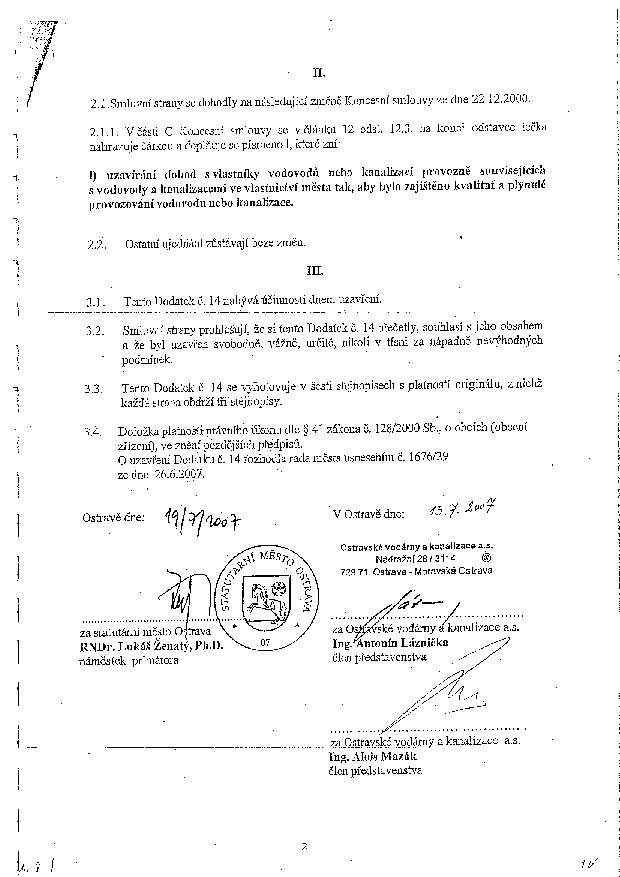 II.
2.1. Smluvní strany se dohodly na následující změně Koncesní smlouvy ze dne 22.12.2000.
2.1.1. V části C Koncesní smlouvy se v článku 12 odst. 12.3. na konci odstavce tečka
nahrazuje čárkou a doplňuje se písmeno l, které zní:
l) uzavírání dohod s vlastníky vodovodů nebo kanalizací provozně souvisejících
s vodovody a kanalizacemi ve vlastnictví města tak, aby bylo zajištěno kvalitní a plynulé
provozování vodovodu nebo kanalizace.
2.2. Ostatní ujednání zůstávají beze změn.
III.
3.1. Tento Dodatek č. 14 nabývá účinnosti dnem uzavření.
3.2. Smluvní strany prohlašují, že si tento Dodatek č. 14 přečetly, souhlasí s jeho obsahem
a že byl uzavřen svobodně, vážně, určitě, nikoli v tísni za nápadně nevýhodných
podmínek.
3.3. Tento Dodatek č. 14 se vyhotovuje v šesti stejnopisech s platností originálu, z nichž
každá strana obdrží tři stejnopisy.
3.4. Doložka platnosti právního úkonu dle § 41 zákona č. 128/2000 Sb., o obcích (obecní
zřízení), ve znění pozdějších předpisů.
O uzavření Dodatku č. 14 rozhodla rada města usnesením č. 1676/29
ze dne 26.6.2007.
Ostravě dne: 19/7/2007
V Ostravě dne: 13.7.2007
Ostravské vodárny a kanalizace a.s.
Nádražní 28/3114
729 71 Ostrava - Moravská Ostrava
STATUTÁRNÍ MĚSTO OSTRAVA
07
za statutární město Ostrava
RNDr. Lukáš Ženatý, Ph.D.
náměstek primátora
za Ostravské vodárny a kanalizace a.s.
Ing. Antonín Láznička
člen představenstva
za Ostravské vodárny a kanalizace a.s.
Ing. Alois Mazák
člen představenstva
2